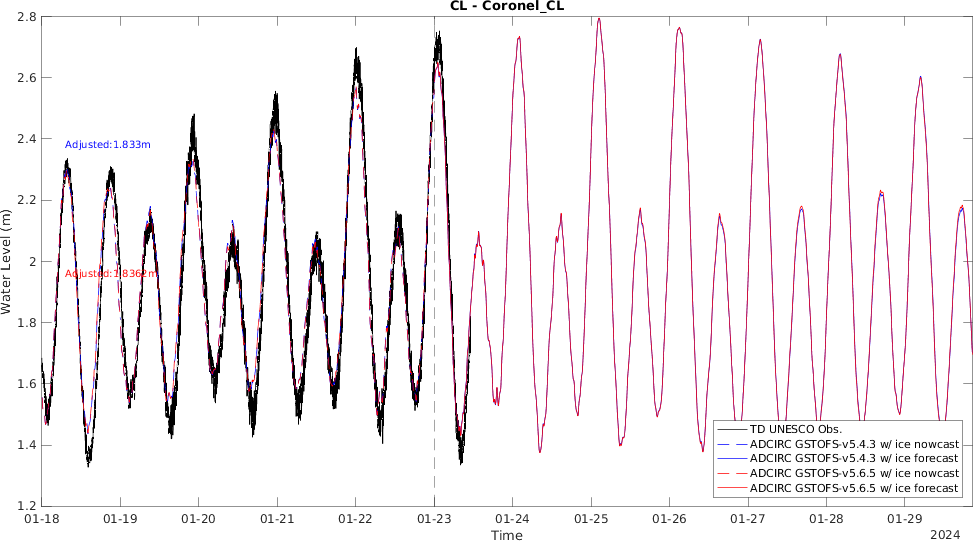 CL - Coronel_CL
2.8
2.6
2.4
2.2
2
1.8
1.6
1.4
1.2
Water Level (m)
Adjusted:1.833m
Adjusted:1.8362m
TD UNESCO Obs.
ADCIRC GSTOFS-v5.4.3 w/ ice nowcast
ADCIRC GSTOFS-v5.4.3 w/ ice forecast
ADCIRC GSTOFS-v5.6.5 w/ ice nowcast
ADCIRC GSTOFS-v5.6.5 w/ ice forecast
01-18 01-19 01-20 01-21 01-22 01-23 01-24 01-25 01-26 01-27 01-28 01-29
Time
2024